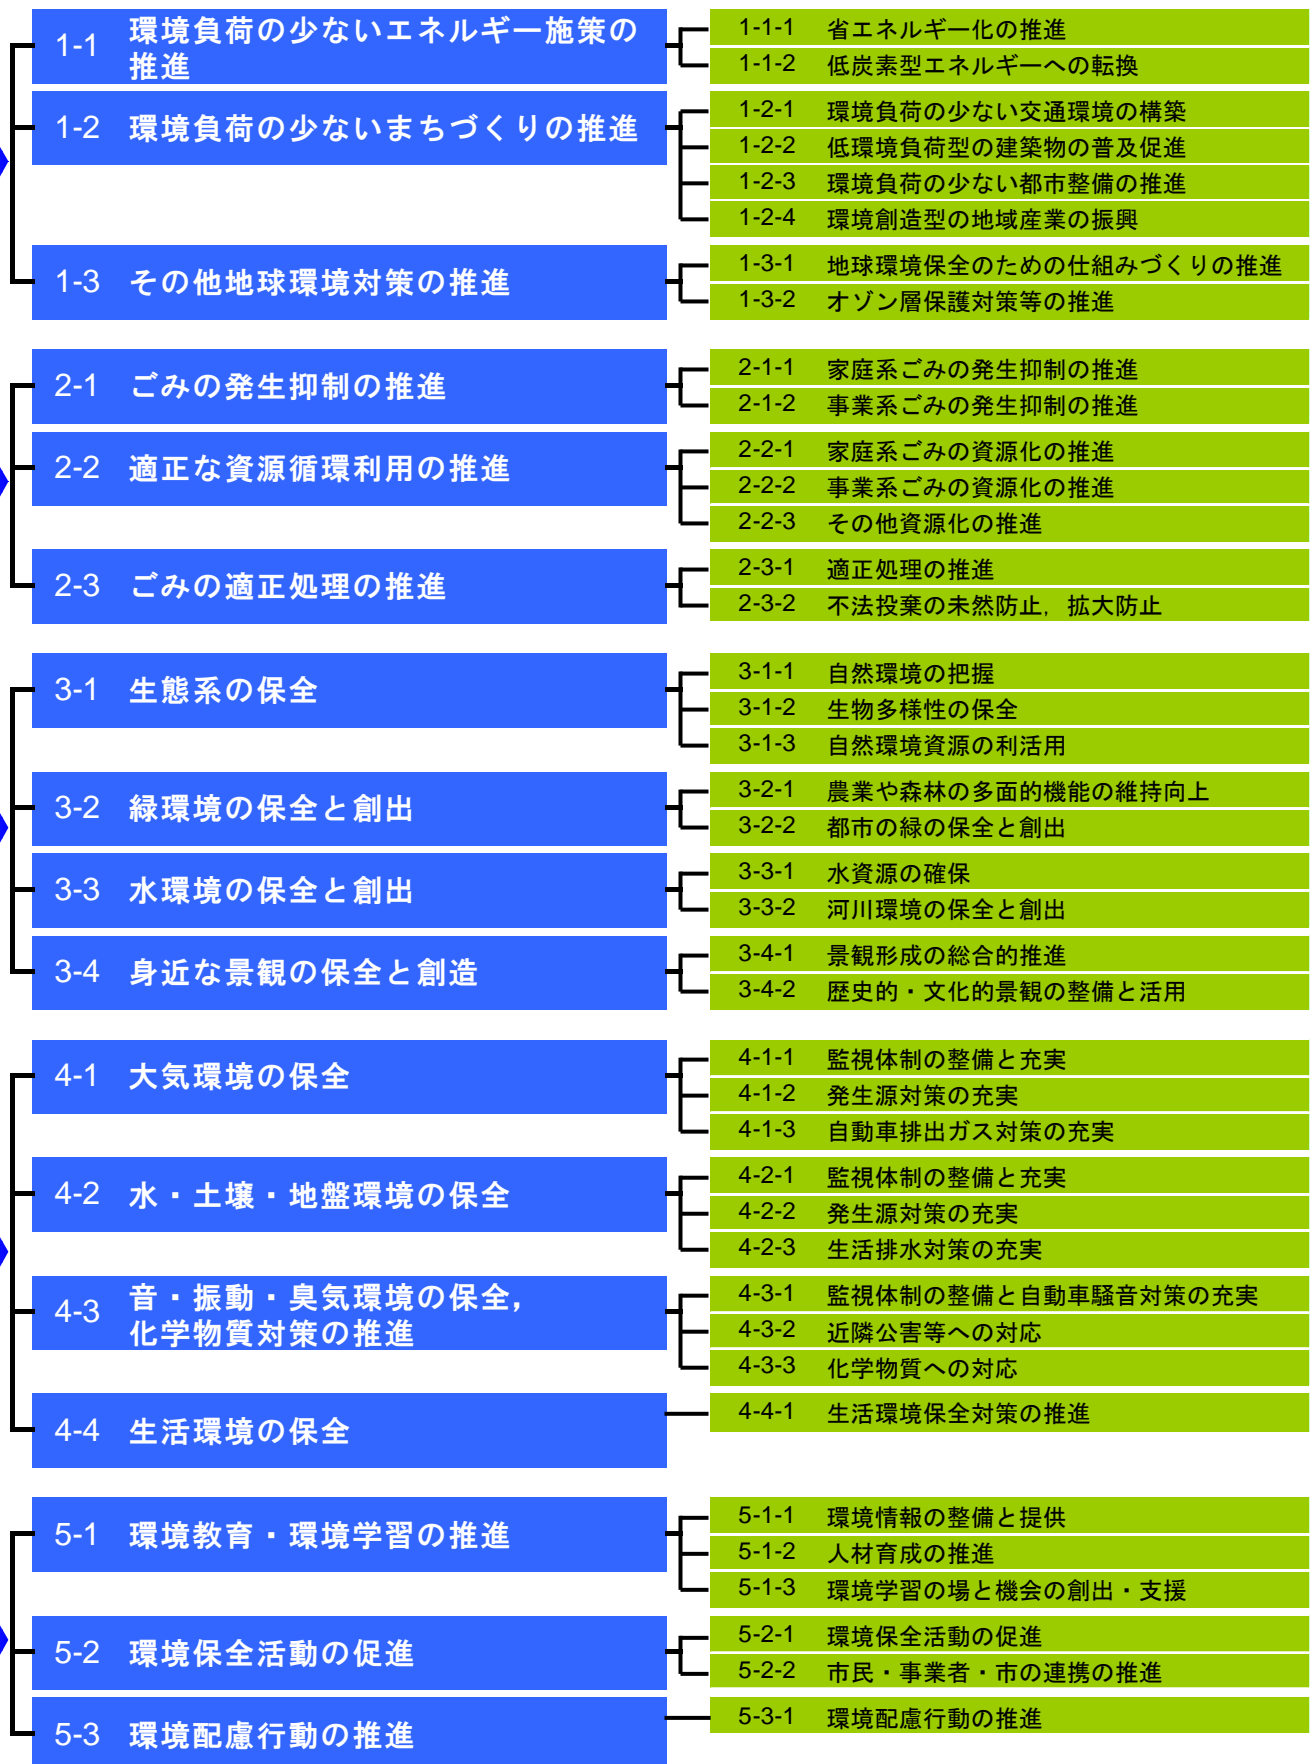 1-1 環境負荷の少ないエネルギー施策の
推進
1-1-1 省エネルギー化の推進
1-1-2 低炭素型エネルギーへの転換
1-2 環境負荷の少ないまちづくりの推進
1-2-1 環境負荷の少ない交通環境の構築
1-2-2 低環境負荷型の建築物の普及促進
1-2-3 環境負荷の少ない都市整備の推進
1-2-4 環境創造型の地域産業の振興
1-3 その他地球環境対策の推進
1-3-1 地球環境保全のための仕組みづくりの推進
1-3-2 オゾン層保護対策等の推進
2-1 ごみの発生抑制の推進
2-1-1 家庭系ごみの発生抑制の推進
2-1-2 事業系ごみの発生抑制の推進
2-2 適正な資源循環利用の推進
2-2-1 家庭系ごみの資源化の推進
2-2-2 事業系ごみの資源化の推進
2-2-3 その他資源化の推進
2-3 ごみの適正処理の推進
2-3-1 適正処理の推進
2-3-2 不法投棄の未然防止，拡大防止
3-1 生態系の保全
3-1-1 自然環境の把握
3-1-2 生物多様性の保全
3-1-3 自然環境資源の利活用
3-2 緑環境の保全と創出
3-2-1 農業や森林の多面的機能の維持向上
3-2-2 都市の緑の保全と創出
3-3 水環境の保全と創出
3-3-1 水資源の確保
3-3-2 河川環境の保全と創出
3-4 身近な景観の保全と創造
3-4-1 景観形成の総合的推進
3-4-2 歴史的・文化的景観の整備と活用
4-1 大気環境の保全
4-1-1 監視体制の整備と充実
4-1-2 発生源対策の充実
4-1-3 自動車排出ガス対策の充実
4-2 水・土壌・地盤環境の保全
4-2-1 監視体制の整備と充実
4-2-2 発生源対策の充実
4-2-3 生活排水対策の充実
4-3 音・振動・臭気環境の保全，
化学物質対策の推進
4-3-1 監視体制の整備と自動車騒音対策の充実
4-3-2 近隣公害等への対応
4-3-3 化学物質への対応
4-4 生活環境の保全
4-4-1 生活環境保全対策の推進
5-1 環境教育・環境学習の推進
5-1-1 環境情報の整備と提供
5-1-2 人材育成の推進
5-1-3 環境学習の場と機会の創出・支援
5-2 環境保全活動の促進
5-2-1 環境保全活動の促進
5-2-2 市民・事業者・市の連携の推進
5-3 環境配慮行動の推進
5-3-1 環境配慮行動の推進